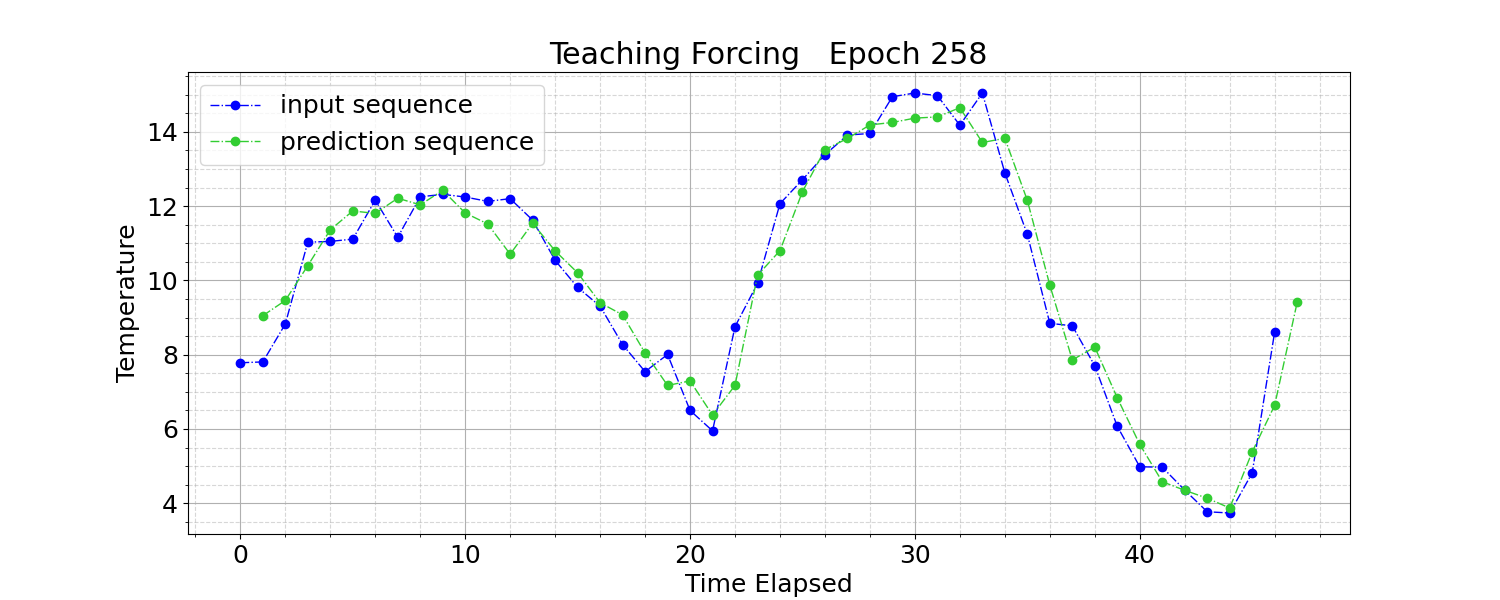 Teaching Forcing   Epoch 258
input sequence
prediction sequence
Temperature
14
12
10
8
6
4
0 10 20 30 40
Time Elapsed